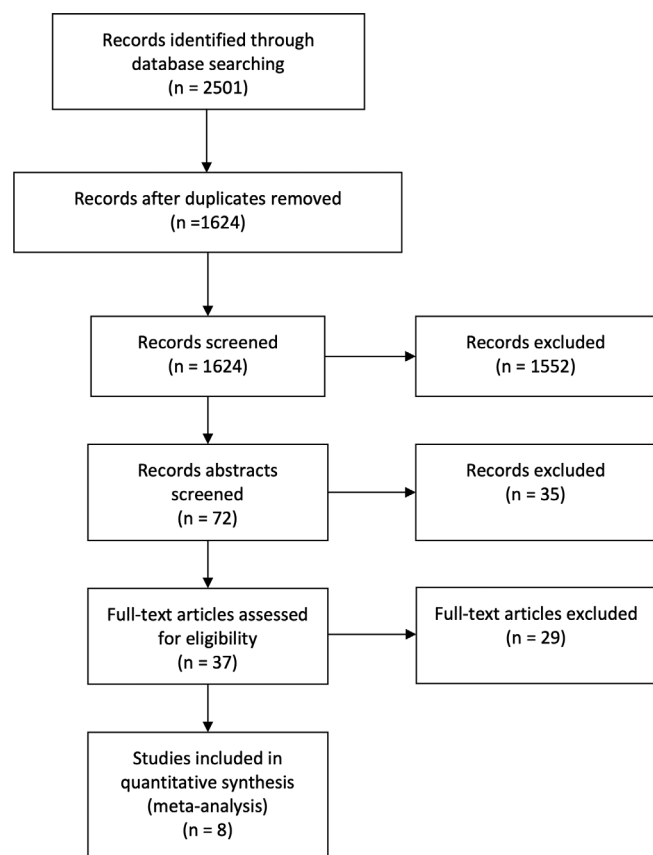 Records identified through
database searching
(n = 2501)
Records after duplicates removed
(n =1624)
Records screened
(n = 1624)
Records excluded
(n = 1552)
Records abstracts
screened
(n = 72)
Records excluded
(n = 35)
Full-text articles assessed
for eligibility
(n = 37)
Full-text articles excluded
(n = 29)
Studies included in
quantitative synthesis
(meta-analysis)
(n = 8)